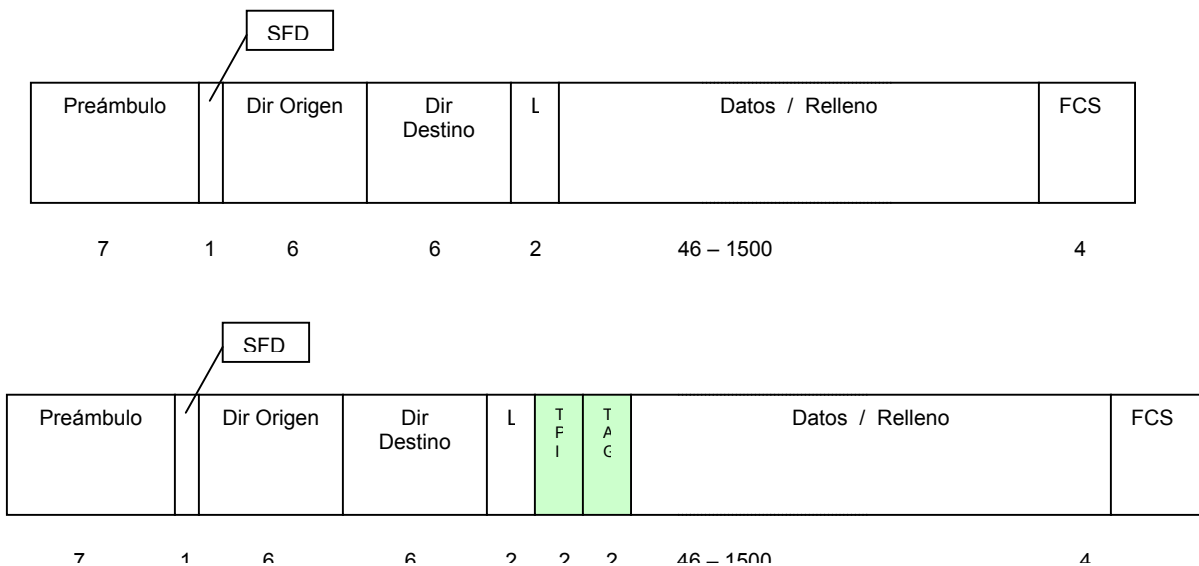 SFD
Preámbulo Dir Origen Dir L Datos / Relleno FCS
Destino
7 1 6 6 2 46 – 1500 4
SFD
Preámbulo Dir Origen Dir L T T Datos / Relleno FCS
Destino P A
I G
7 1 6 6 2 2 2 46 – 1500 4